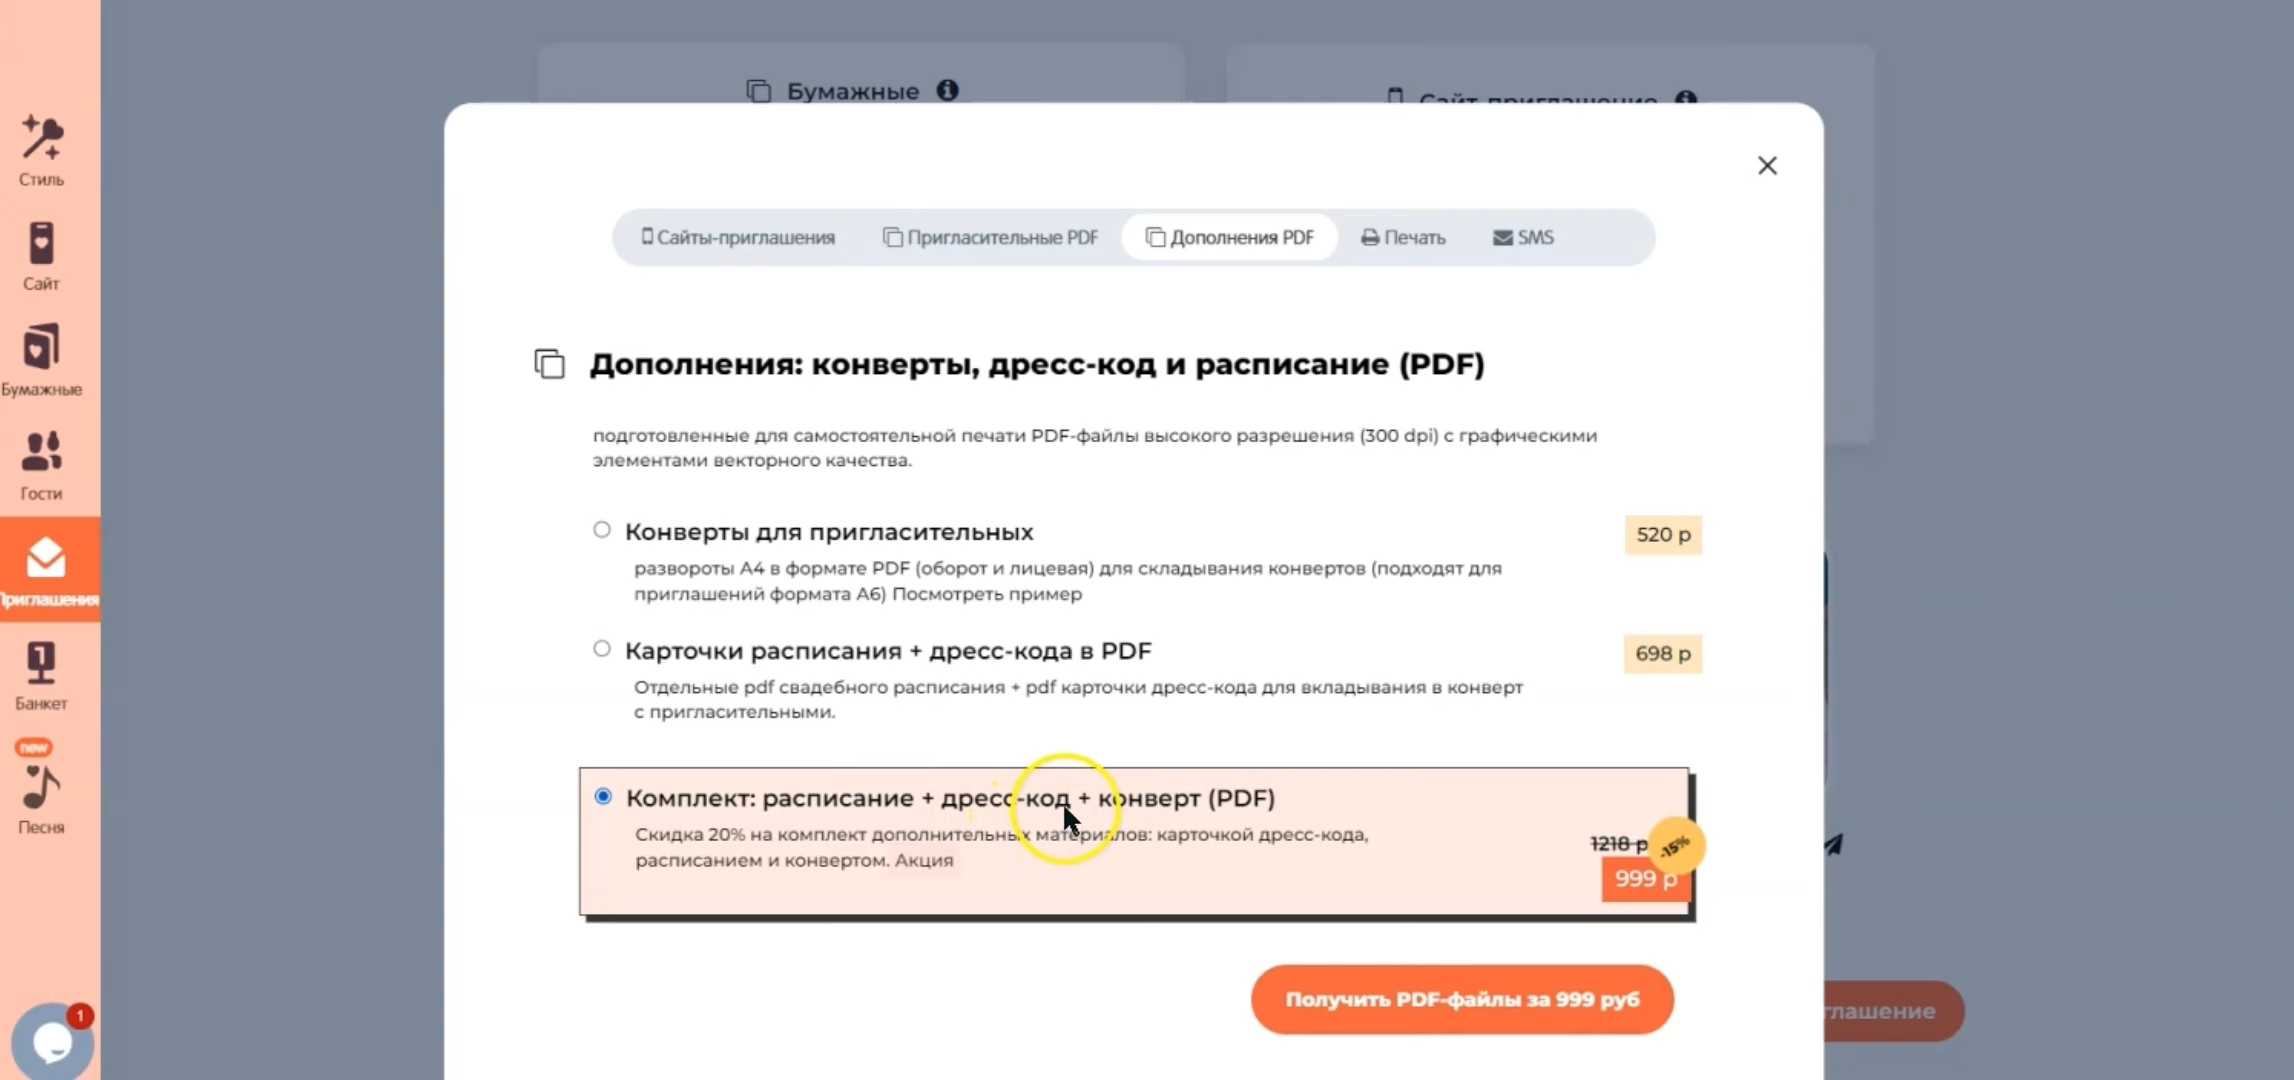 Стиль
Сайт
Бумажные
Гости
Приглашения
Банкет
new
Песня
1
Бумажные
Сайт-приглашение
Сайты-приглашения
Пригласительные PDF
Дополнения PDF
Печать
SMS
Дополнения: конверты, дресс-код и расписание (PDF)
подготовленные для самостоятельной печати PDF-файлы высокого разрешения (300 dpi) с графическими
элементами векторного качества.
Конверты для пригласительных
520 р
развороты А4 в формате PDF (оборот и лицевая) для складывания конвертов (подходят для
приглашений формата А6) Посмотреть пример
Карточки расписания + дресс-кода в PDF
698 р
Отдельные pdf свадебного расписания + pdf карточки дресс-кода для вкладывания в конверт
с пригласительными.
Комплект: расписание + дресс-код + конверт (PDF)
Скидка 20% на комплект дополнительных материалов: карточкой дресс-кода,
расписанием и конвертом. Акция
1218 р
-15%
999 р
Получить PDF-файлы за 999 руб
глашение